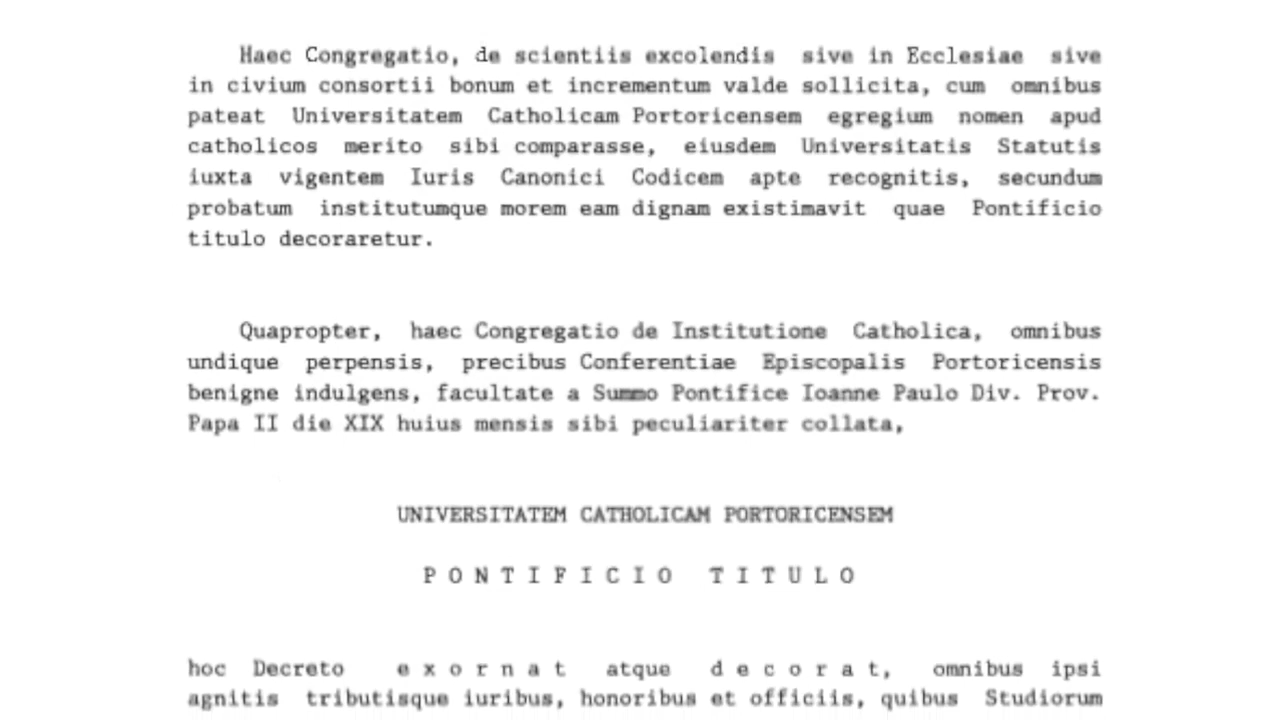 Haec Congregatio, de scientiis excolendis sive in Ecclesiae sive
in civium consortii bonum et incrementum valde sollicita, cum omnibus
pateat Universitatem Catholicam Portoricensem egregium nomen apud
catholicos merito sibi comparasse, eiusdem Universitatis Statutis
iuxta vigentem Iuris Canonici Codicem apte recognitis, secundum
probatum institutumque morem eam dignam existimavit quae Pontificio
titulo decoraretur.
Quapropter, haec Congregatio de Institutione Catholica, omnibus
undique perpensis, precibus Conferentiae Episcopalis Portoricensis
benigne indulgens, facultate a Summo Pontifice Ioanne Paulo Div. Prov.
Papa II die XIX huius mensis sibi peculiariter collata,
UNIVERSITATEM CATHOLICAM PORTORICENSEM
P O N T I F I C I O T I T U L O
hoc Decreto e x o r n a t atque d e c o r a t, omnibus ipsi
agnitis tributisque iuribus, honoribus et officiis, quibus Studiorum